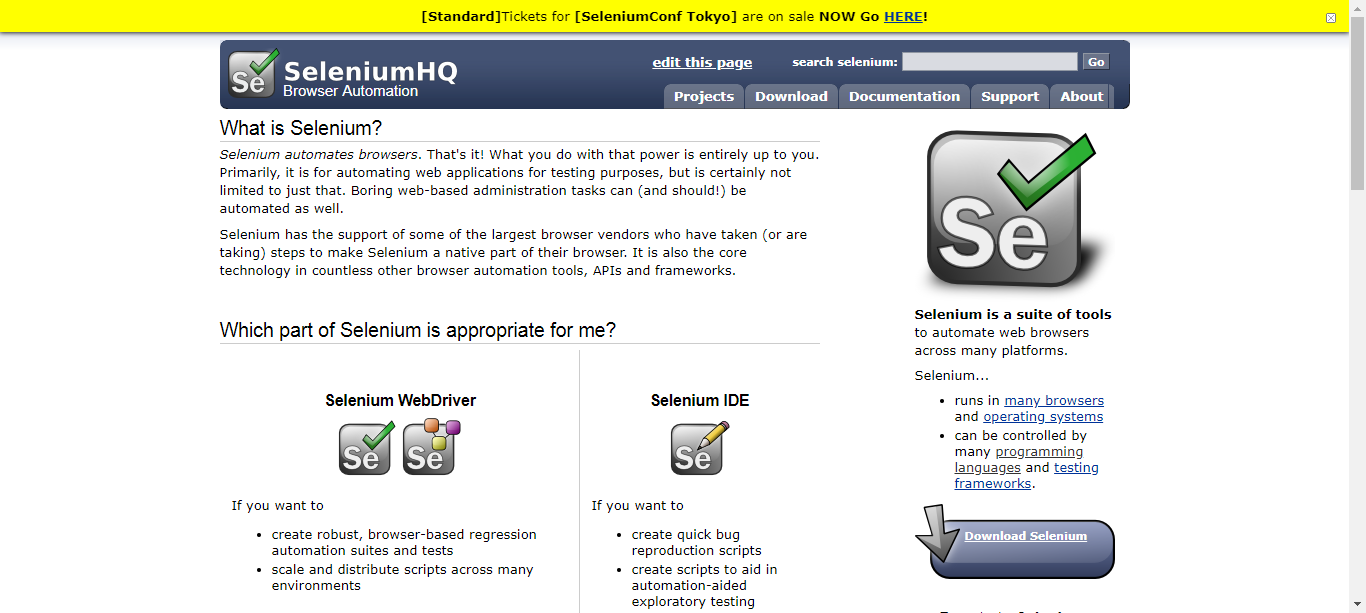 [Standard]Tickets for [SeleniumConf Tokyo] are on sale NOW Go HERE!
SeleniumHQ
Browser Automation
edit this page
search selenium:
Go
Projects
Download
Documentation
Support
About
What is Selenium?
Selenium automates browsers. That's it! What you do with that power is entirely up to you.
Primarily, it is for automating web applications for testing purposes, but is certainly not
limited to just that. Boring web-based administration tasks can (and should!) be
automated as well.
Selenium has the support of some of the largest browser vendors who have taken (or are
taking) steps to make Selenium a native part of their browser. It is also the core
technology in countless other browser automation tools, APIs and frameworks.
Which part of Selenium is appropriate for me?
Selenium WebDriver
Se
Se
If you want to
create robust, browser-based regression
automation suites and tests
scale and distribute scripts across many
environments
Selenium IDE
Se
If you want to
create quick bug
reproduction scripts
create scripts to aid in
automation-aided
exploratory testing
Se
Se
Selenium is a suite of tools
to automate web browsers
across many platforms.
Selenium...
runs in many browsers
and operating systems
can be controlled by
many programming
languages and testing
frameworks.
Download Selenium